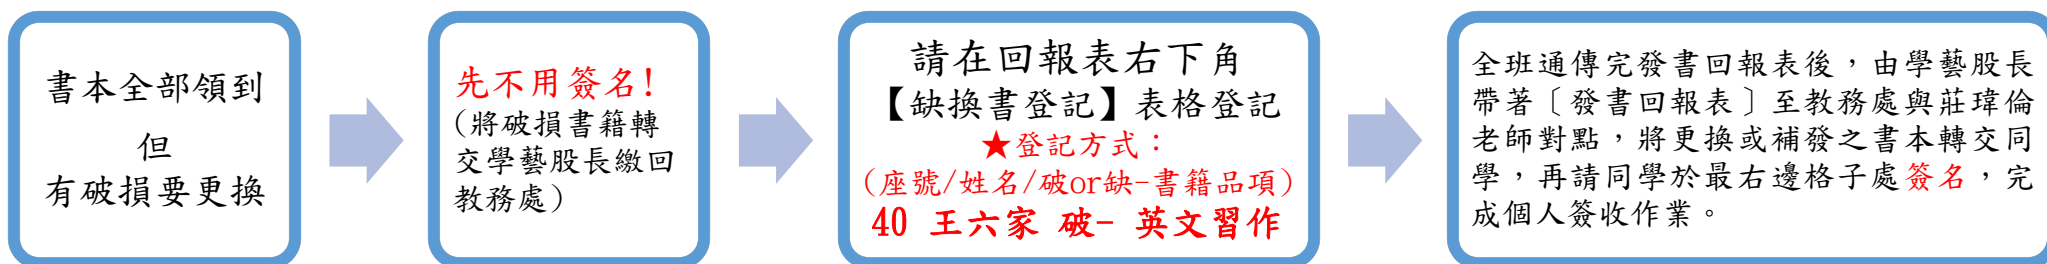 書本全部領到
但
有破損要更換
先不用簽名!
(將破損書籍轉
交學藝股長繳回
教務處)
請在回報表右下角
【缺換書登記】表格登記
★登記方式：
(座號/姓名/破or缺-書籍品項)
40 王六家 破- 英文習作
全班通傳完發書回報表後，由學藝股長
帶著〔發書回報表〕至教務處與莊瑋倫
老師對點，將更換或補發之書本轉交同
學，再請同學於最右邊格子處簽名，完
成個人簽收作業。